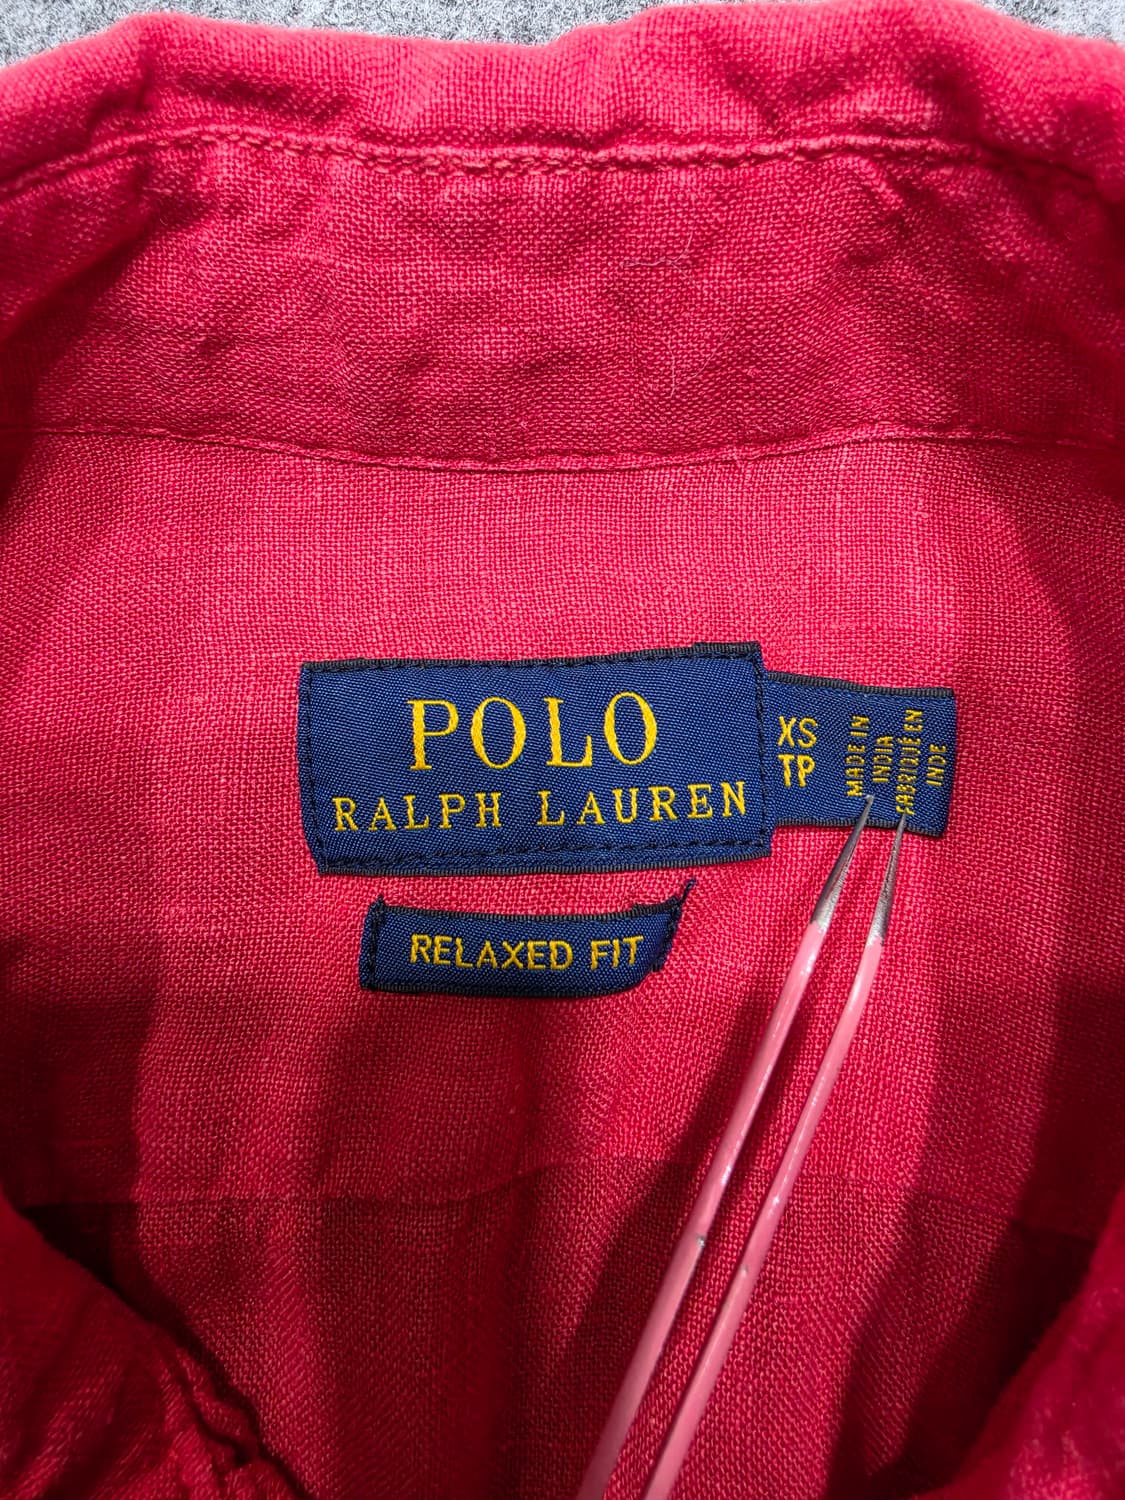 POLO
RALPH LAUREN
XS
TP
MADE IN
INDIA
FABRIQUÉ EN
INDE
RELAXED FIT